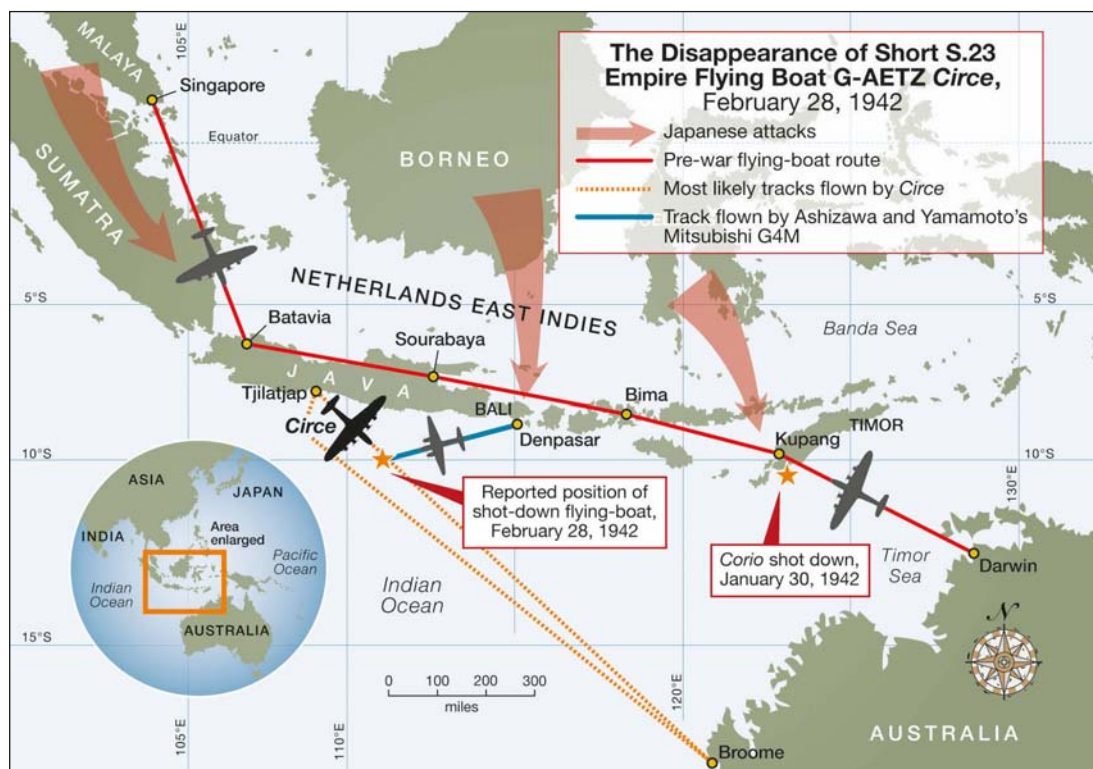 The Disappearance of Short S.23
Empire Flying Boat G-AETZ Circe,
February 28, 1942
Japanese attacks
Pre-war flying-boat route
Most likely tracks flown by Circe
Track flown by Ashizawa and Yamamoto's
Mitsubishi G4M
105°E
MALAYA
Singapore
Equator
SUMATRA
BORNEO
NETHERLANDS EAST INDIES
5°S
5°S
Batavia
Sourabaya
Banda Sea
JAVA
Tjilatjap
BALI
Bima
Circe
Denpasar
Kupang
TIMOR
10°S
10°S
130°E
Reported position of
shot-down flying-boat,
February 28, 1942
Corio shot down,
January 30, 1942
Timor
Sea
Darwin
Indian
Ocean
ASIA
JAPAN
INDIA
Area
enlarged
Pacific
Ocean
Indian
Ocean
AUSTRALIA
15°S
105°E
110°E
120°E
0 100 200 300
miles
N
Broome
AUSTRALIA